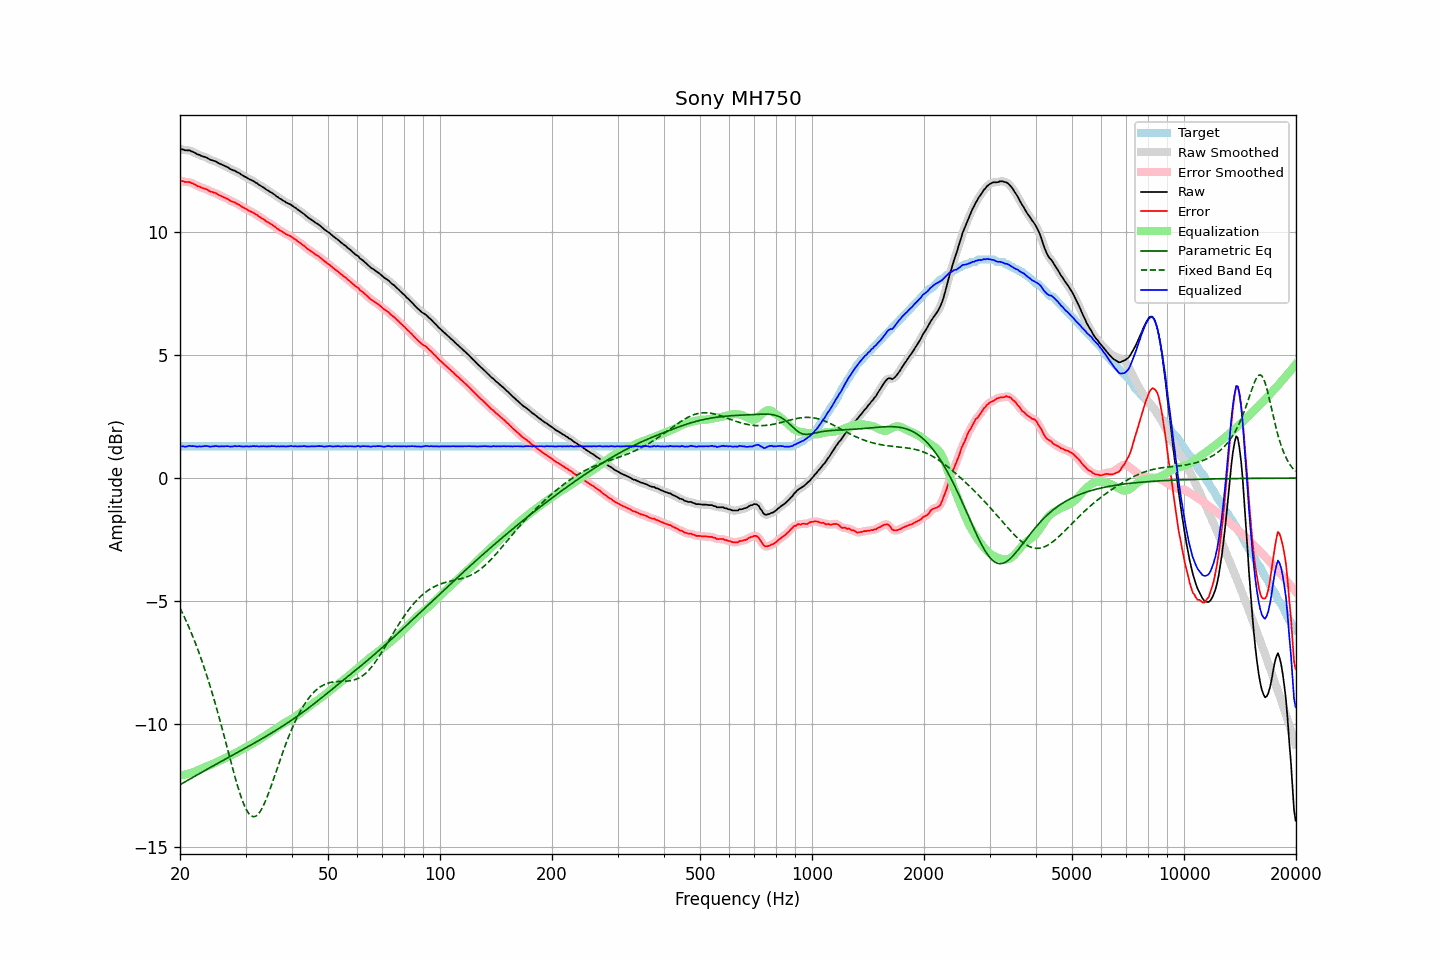 Sony MH750
Amplitude (dBr)
10
5
0
−5
−10
−15
20
50
100
200
500
1000
2000
5000
10000
20000
Frequency (Hz)
Target
Raw Smoothed
Error Smoothed
Raw
Error
Equalization
Parametric Eq
Fixed Band Eq
Equalized